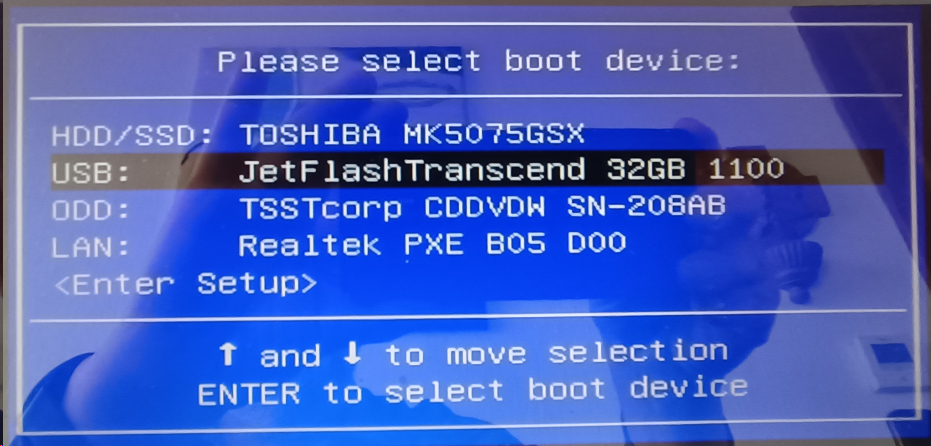 Please select boot device:
HDD/SSD: TOSHIBA MK5075GSX
USB: JetFlashTranscend 32GB 1100
ODD: TSSTcorp CDDVDW SN-208AB
LAN: Realtek PXE B05 D00
<Enter Setup>
↑ and ↓ to move selection
ENTER to select boot device